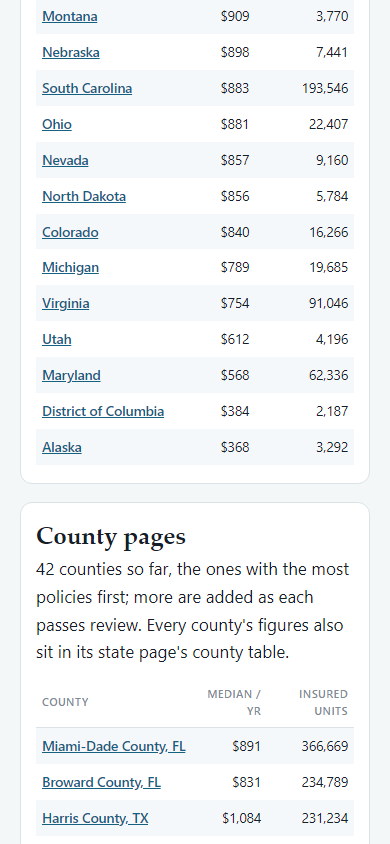 Montana $909 3,770
Nebraska $898 7,441
South Carolina $883 193,546
Ohio $881 22,407
Nevada $857 9,160
North Dakota $856 5,784
Colorado $840 16,266
Michigan $789 19,685
Virginia $754 91,046
Utah $612 4,196
Maryland $568 62,336
District of Columbia $384 2,187
Alaska $368 3,292
County pages
42 counties so far, the ones with the most
policies first; more are added as each
passes review. Every county's figures also
sit in its state page's county table.
COUNTY MEDIAN / YR INSURED UNITS
Miami-Dade County, FL $891 366,669
Broward County, FL $831 234,789
Harris County, TX $1,084 231,234